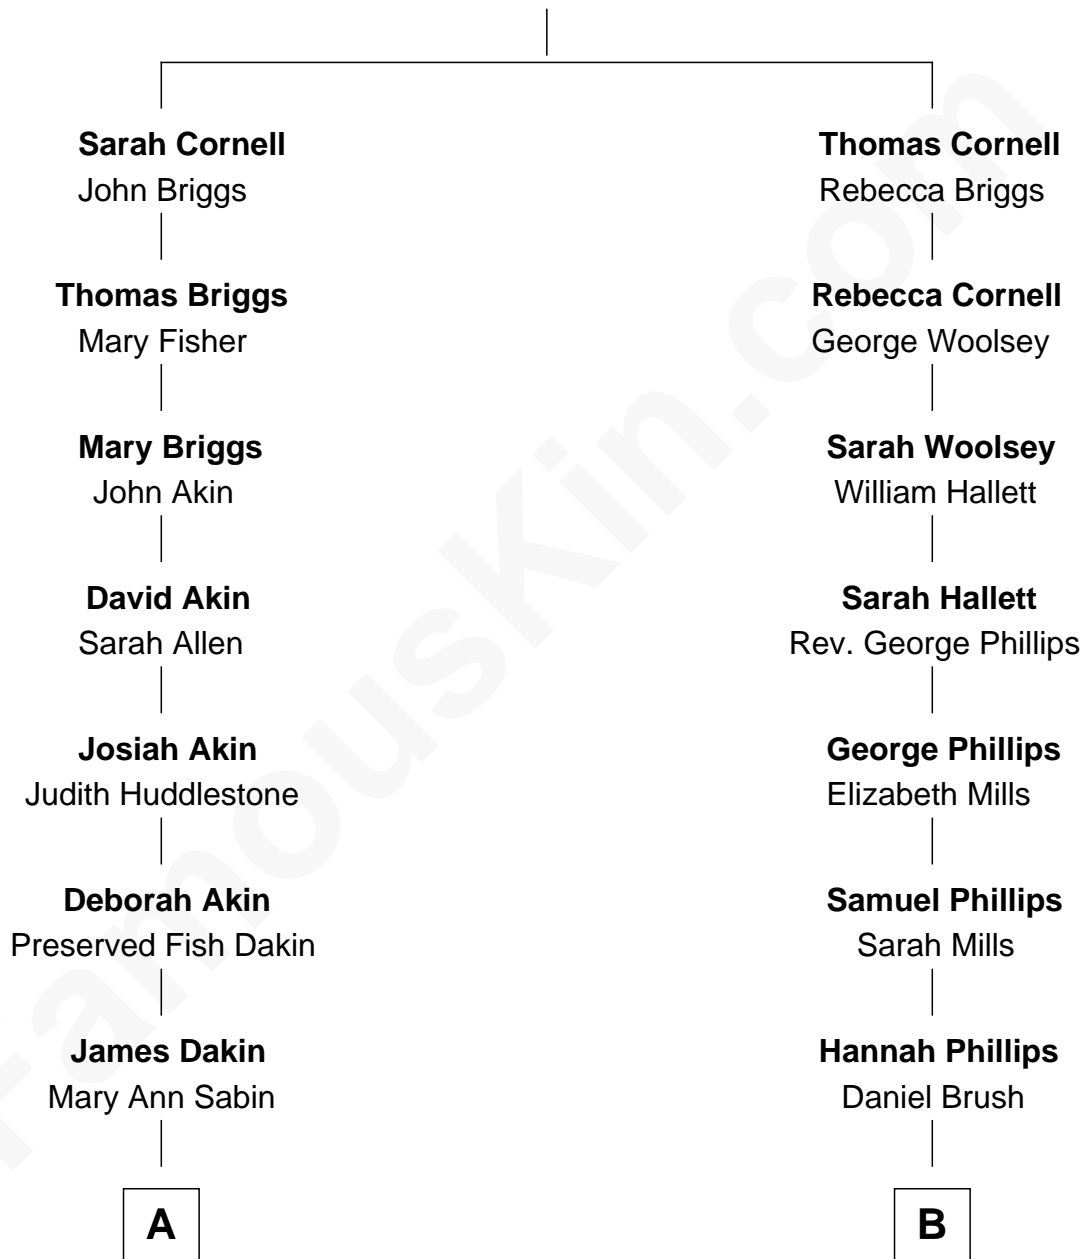 Sarah Cornell
John Briggs
Thomas Briggs
Mary Fisher
Mary Briggs
John Akin
David Akin
Sarah Allen
Josiah Akin
Judith Huddlestone
Deborah Akin
Preserved Fish Dakin
James Dakin
Mary Ann Sabin
A
Thomas Cornell
Rebecca Briggs
Rebecca Cornell
George Woolsey
Sarah Woolsey
William Hallett
Sarah Hallett
Rev. George Phillips
George Phillips
Elizabeth Mills
Samuel Phillips
Sarah Mills
Hannah Phillips
Daniel Brush
B
FamousKin.com